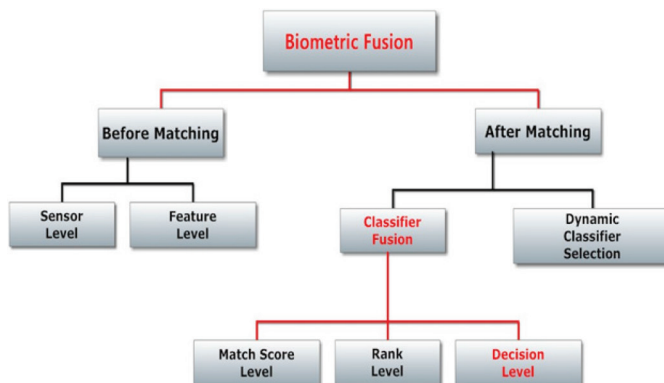 Biometric Fusion
Before Matching
After Matching
Sensor
Level
Feature
Level
Classifier
Fusion
Dynamic
Classifier
Selection
Match Score
Level
Rank
Level
Decision
Level